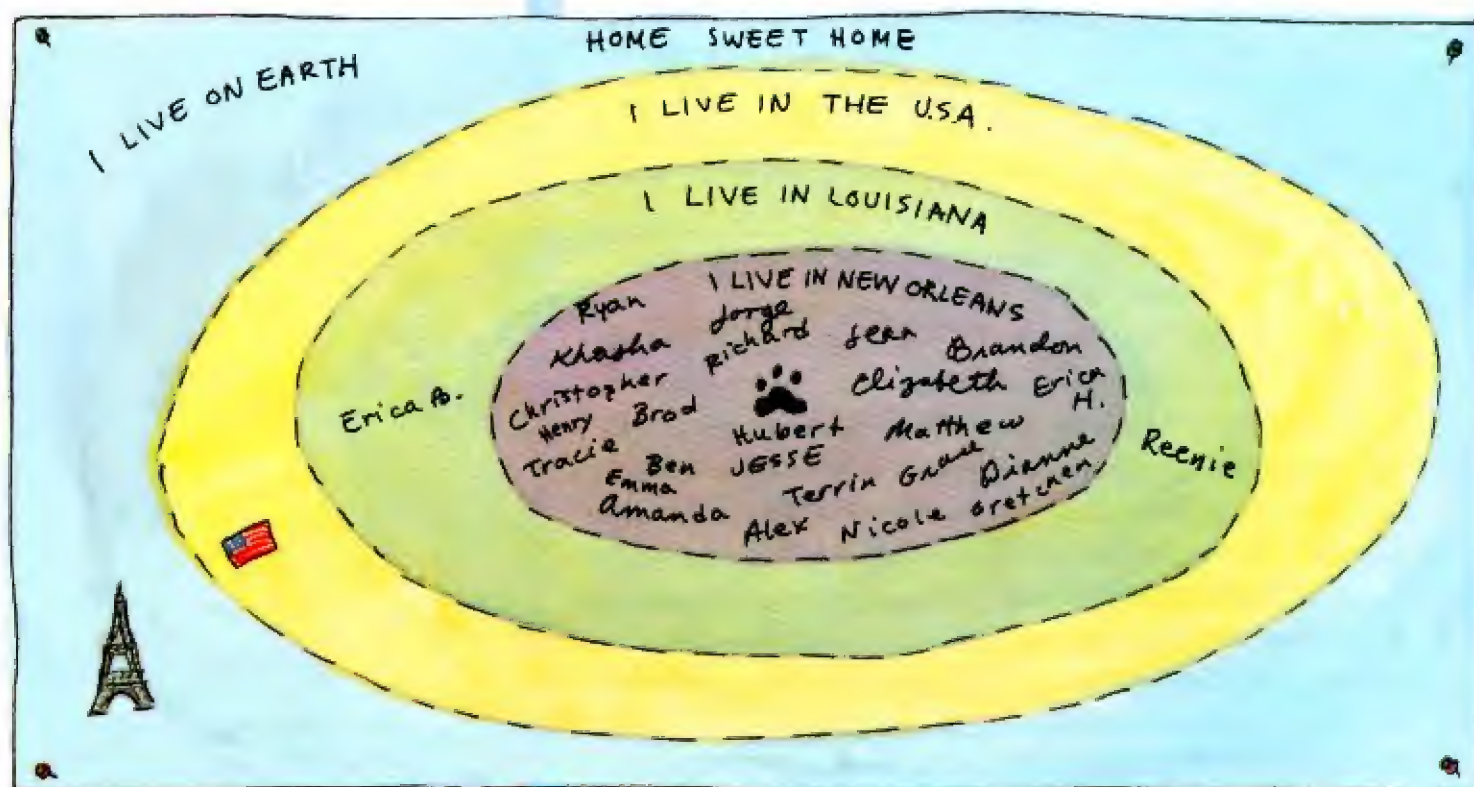 HOME SWEET HOME
I LIVE ON EARTH
I LIVE IN THE U.S.A.
I LIVE IN LOUISIANA
I LIVE IN NEW ORLEANS
Ryan
Jorge
Khasha
Richard
Jean
Brandon
Christopher
Elizabeth
Erica H.
Erica B.
Henry
Brad
Hubert
Matthew
Reenie
Tracie
Ben
JESSE
Emma
Terrin
Grace
Dianne
Amanda
Alex
Nicole
Gretchen